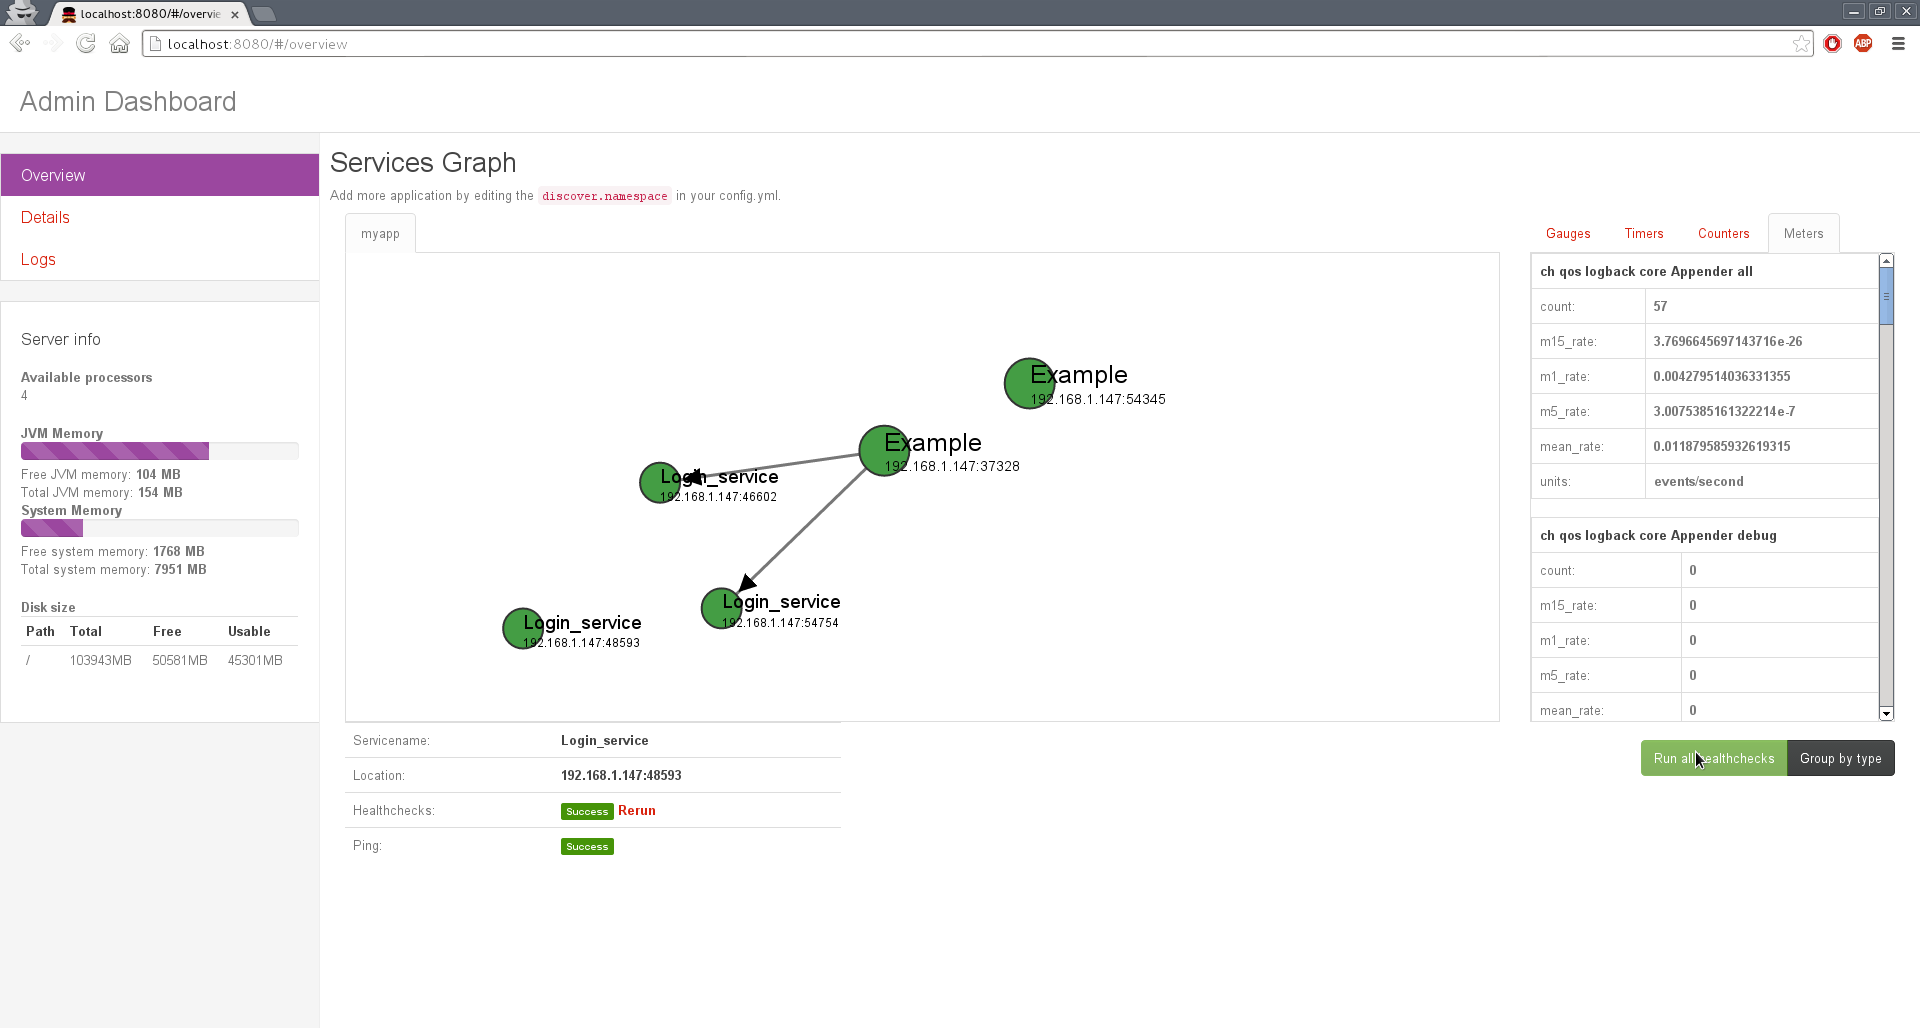 localhost:8080/#/overvie
localhost:8080/#/overview
Admin Dashboard
Overview
Details
Logs
Server info
Available processors
4
JVM Memory
Free JVM memory: 104 MB
Total JVM memory: 154 MB
System Memory
Free system memory: 1768 MB
Total system memory: 7951 MB
Disk size
Path Total Free Usable
/ 103943MB 50581MB 45301MB
Services Graph
Add more application by editing the discover.namespace in your config.yml.
myapp
Example
192.168.1.147:54345
Example
192.168.1.147:37328
Login_service
192.168.1.147:46602
Login_service
192.168.1.147:54754
Login_service
192.168.1.147:48593
Servicename: Login_service
Location: 192.168.1.147:48593
Healthchecks: Success Rerun
Ping: Success
Gauges Timers Counters Meters
ch qos logback core Appender all
count: 57
m15_rate: 3.7696645697143716e-26
m1_rate: 0.004279514036331355
m5_rate: 3.0075385161322214e-7
mean_rate: 0.011879585932619315
units: events/second
ch qos logback core Appender debug
count: 0
m15_rate: 0
m1_rate: 0
m5_rate: 0
mean_rate: 0
Run all healthchecks Group by type
ABP